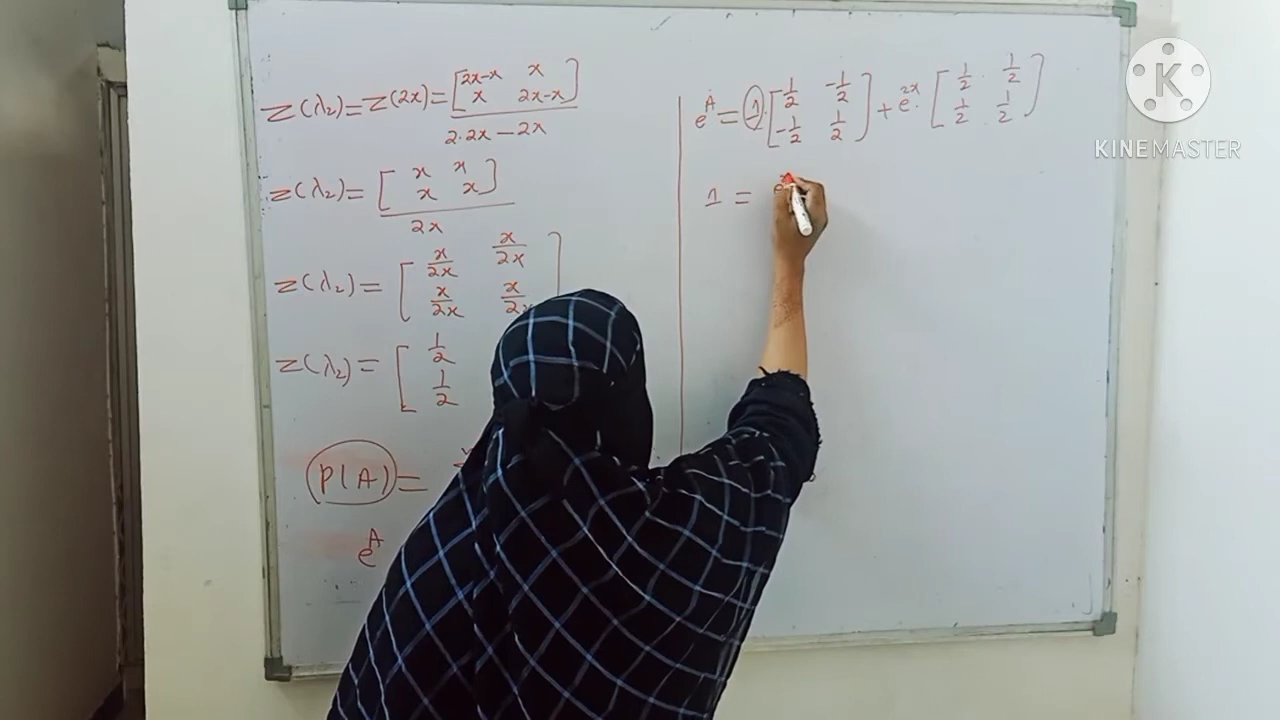 Z(λ₂)=Z(2x)=[2x-x x
x 2x-x]
2·2x-2x
Z(λ₂)=[x x
x x]
2x
Z(λ₂)=[x/2x x/2x
x/2x x/2x]
Z(λ₂)=[1/2
1/2
P(A)=
e^A
e^A=1·[1/2 -1/2
-1/2 1/2]+e^2x·[1/2 1/2
1/2 1/2]
1=e
K
KINEMASTER